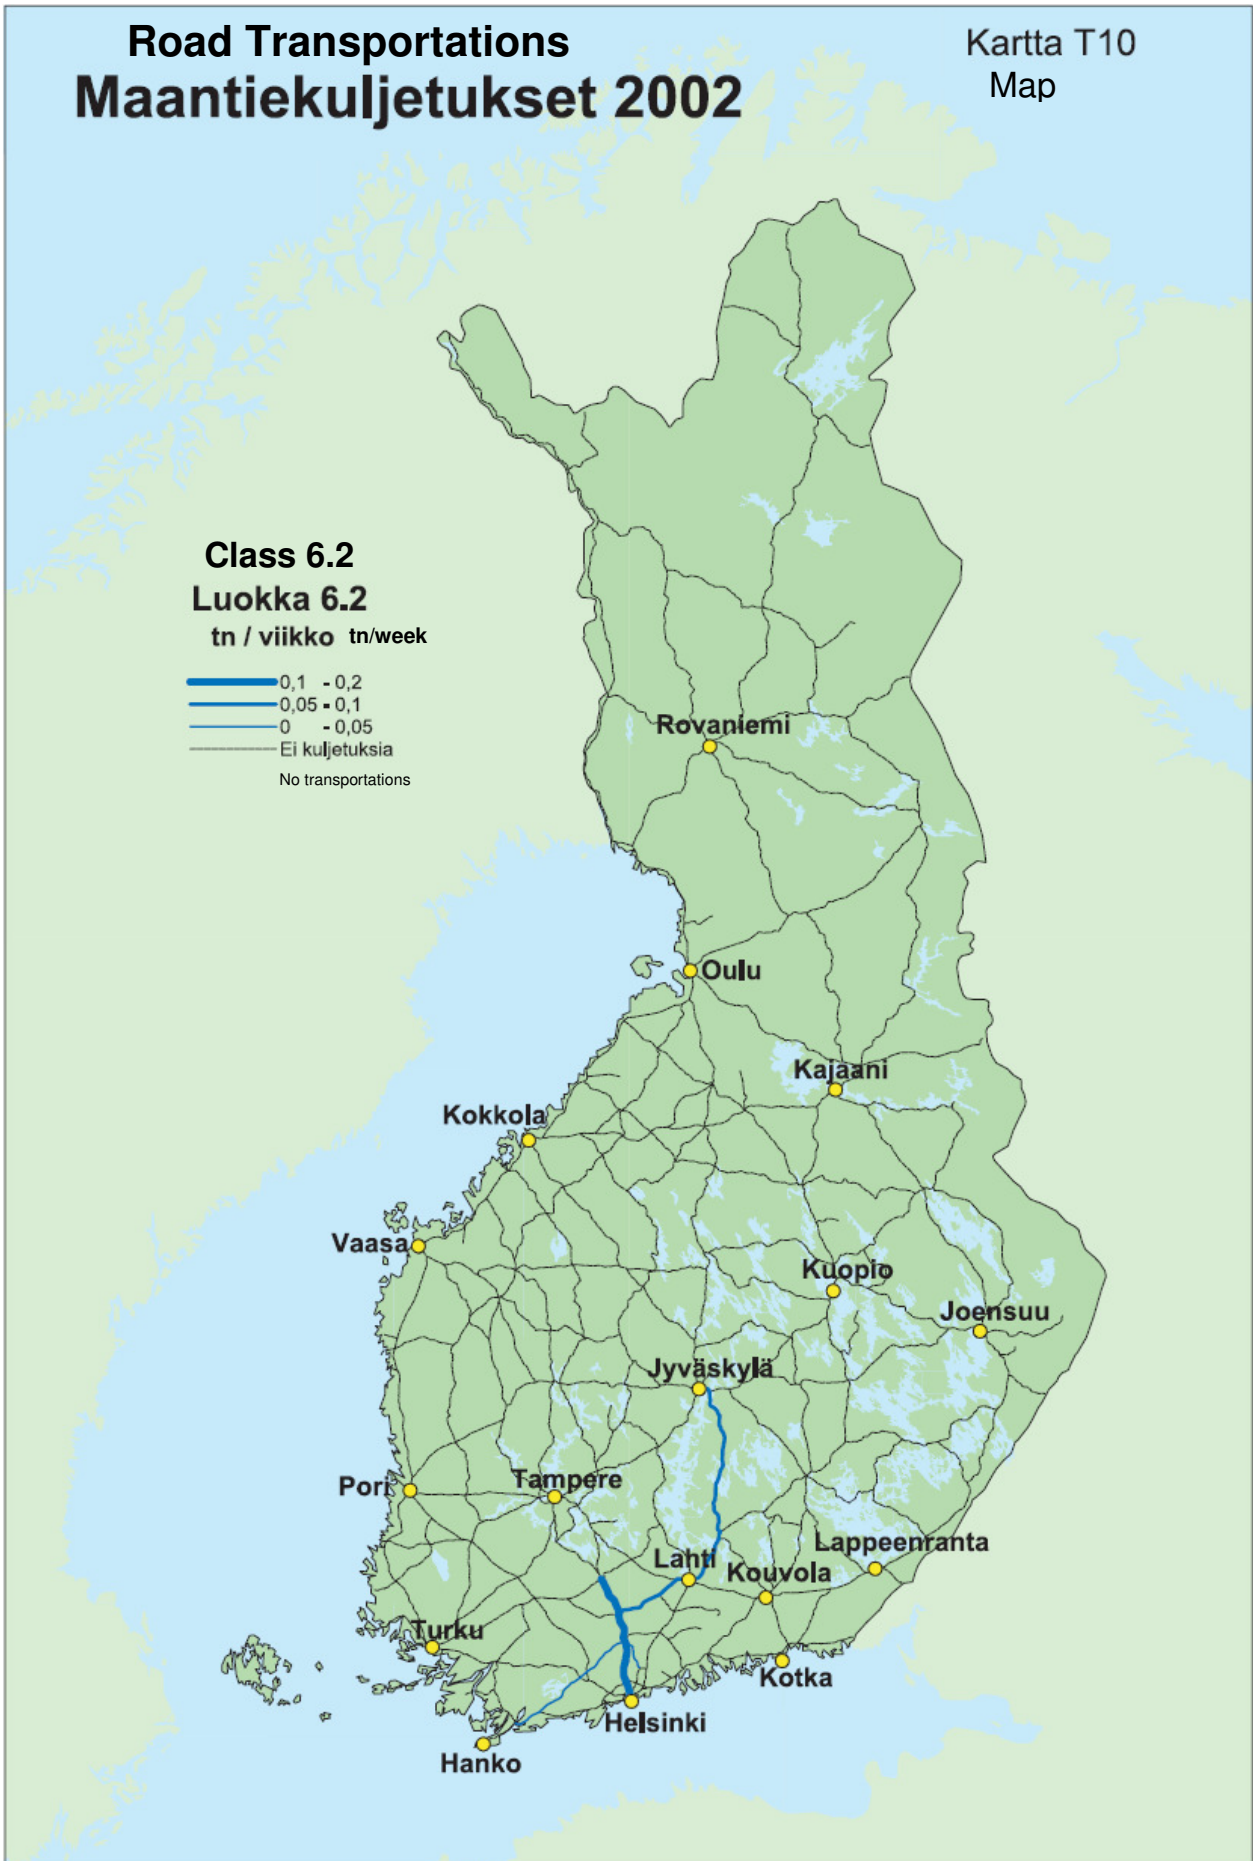 Road Transportations
Maantiekuljetukset 2002
Kartta T10
Map
Class 6.2
Luokka 6.2
tn / viikko tn/week
0,1 - 0,2
0,05 - 0,1
0 - 0,05
Ei kuljetuksia
No transportations
Rovaniemi
Oulu
Kajaani
Kokkola
Vaasa
Kuopio
Joensuu
Jyväskylä
Pori
Tampere
Lappeenranta
Lahti
Kouvola
Turku
Kotka
Helsinki
Hanko